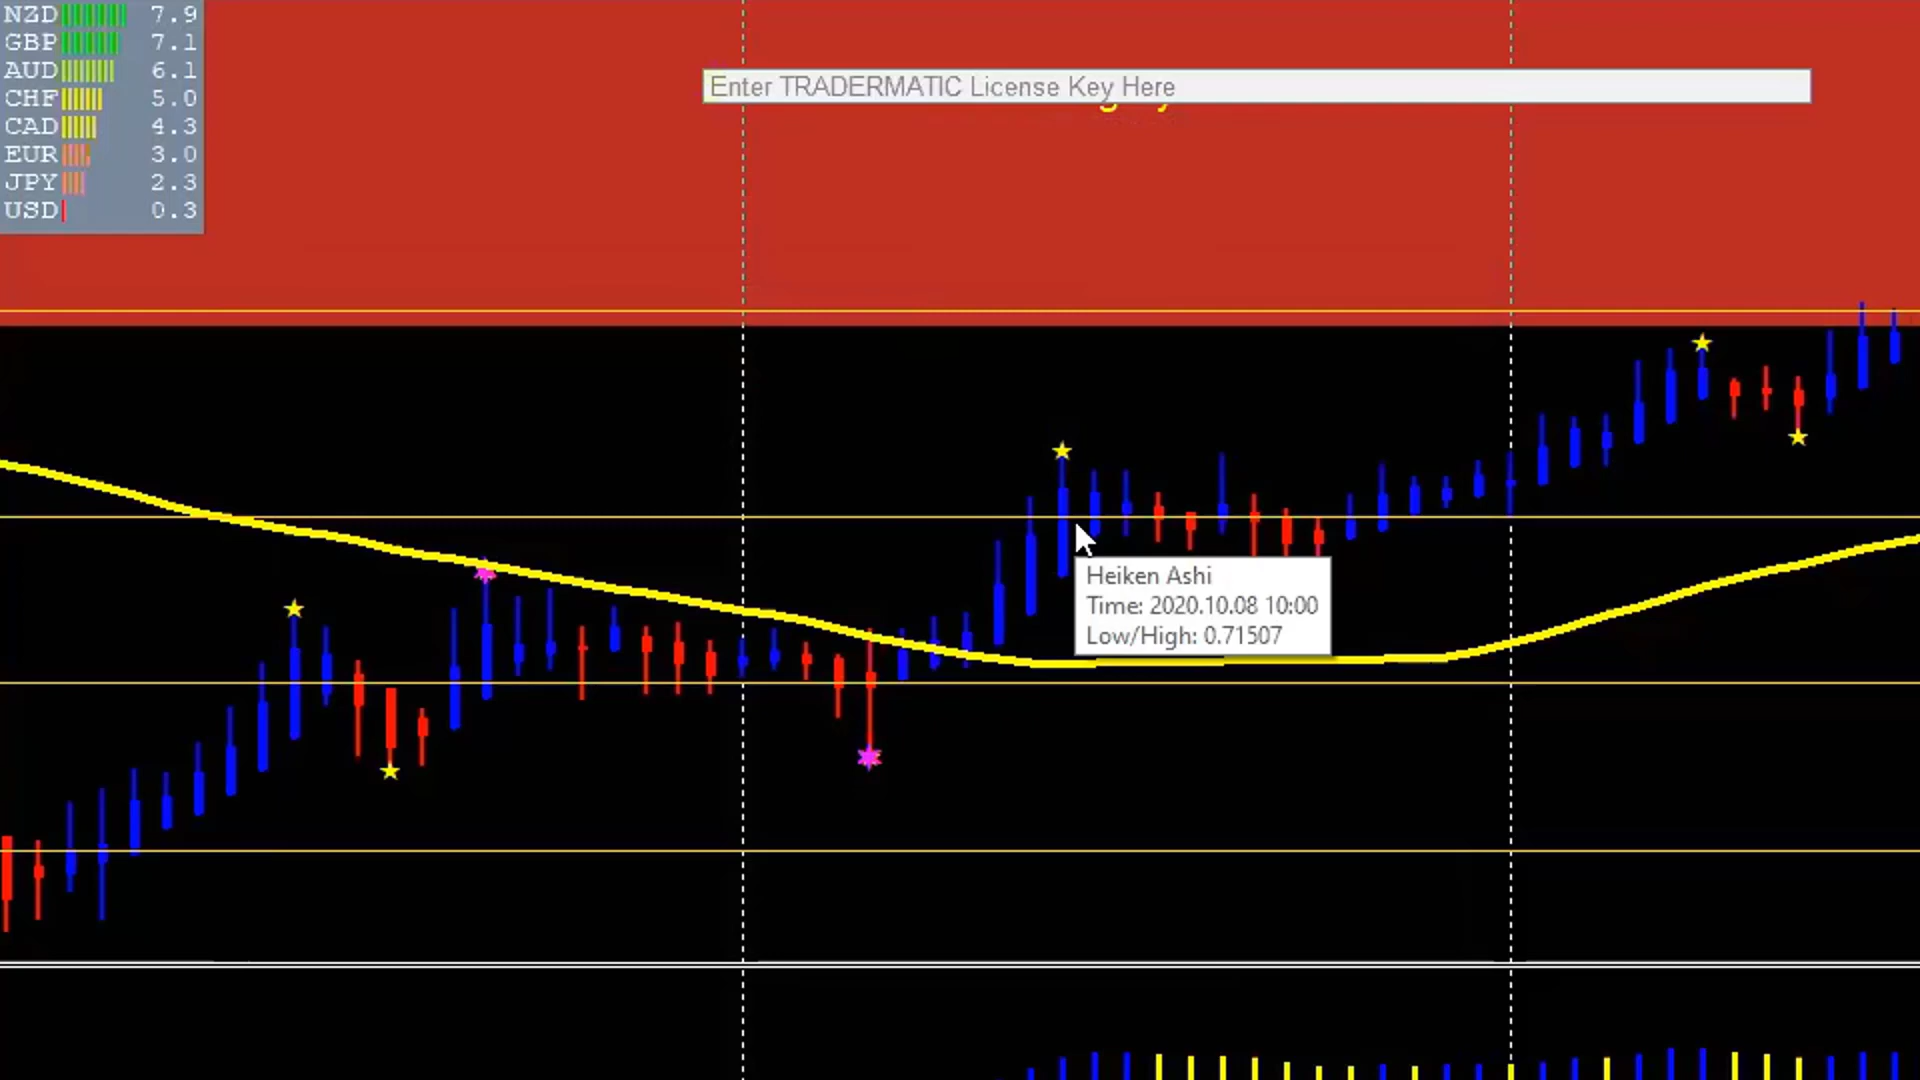 NZD 7.9
GBP 7.1
AUD 6.1
CHF 5.0
CAD 4.3
EUR 3.0
JPY 2.3
USD 0.3
Enter TRADERMATIC License Key Here
Heiken Ashi
Time: 2020.10.08 10:00
Low/High: 0.71507